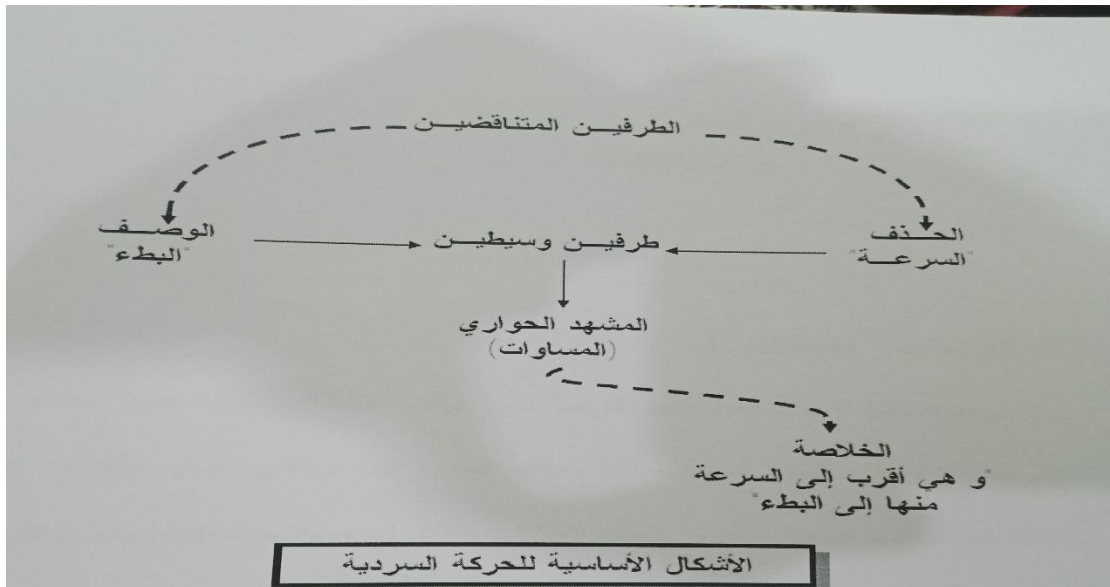 الطرفين المتناقضين
الحذف
"السرعة"
طرفين وسيطين
الوصف
"البطء"
المشهد الحواري
(المساوات)
الخلاصة
"و هي أقرب إلى السرعة
منها إلى البطء"
الأشكال الأساسية للحركة السردية